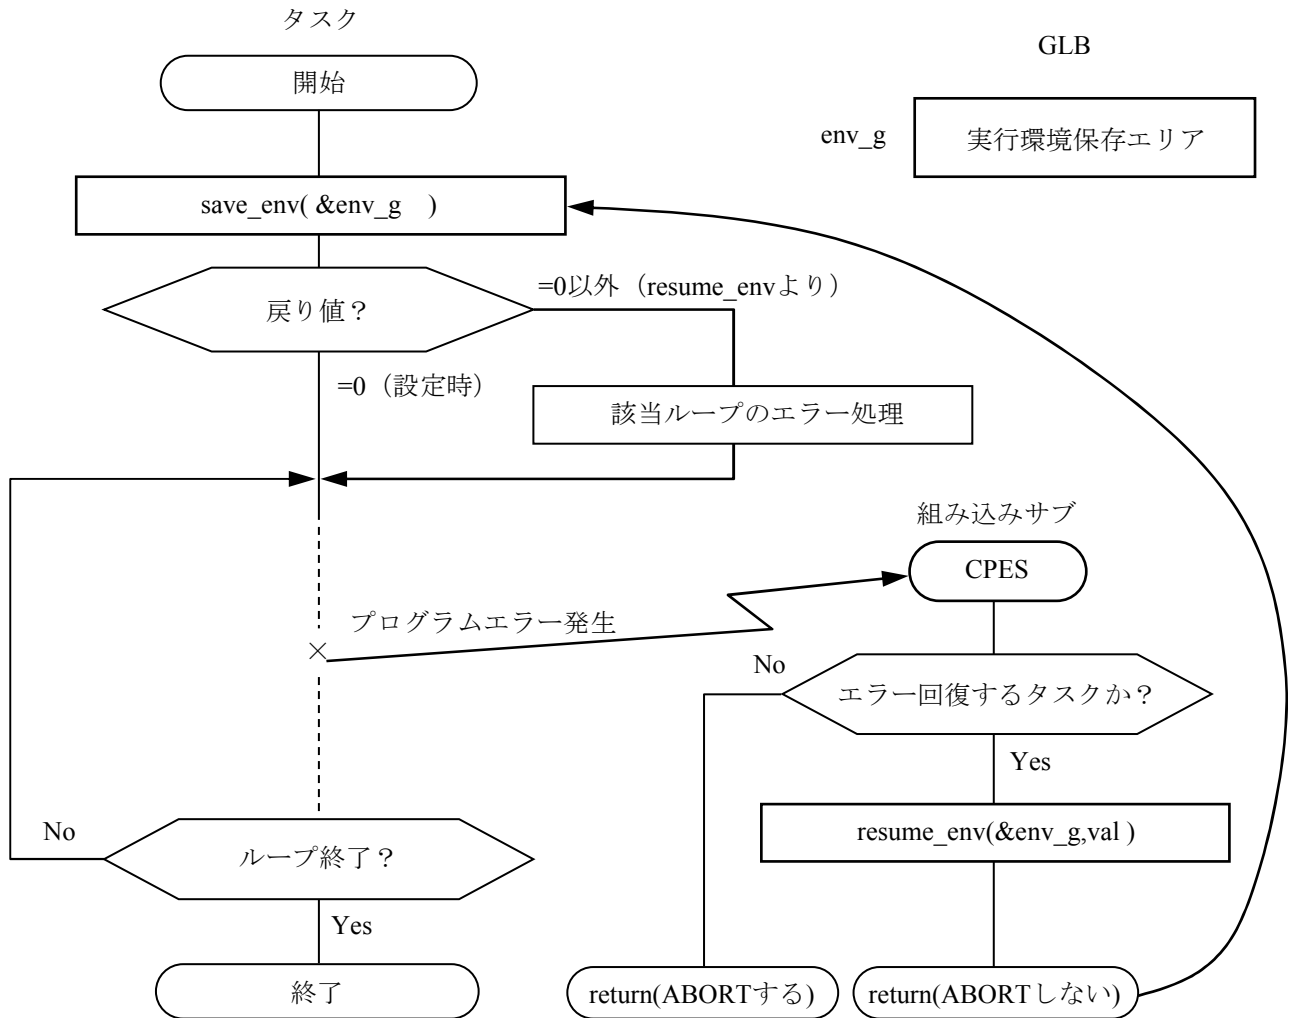 タスク
GLB
開始
env_g
実行環境保存エリア
save_env( &env_g )
=0以外（resume_envより）
戻り値？
=0（設定時）
該当ループのエラー処理
組み込みサブ
CPES
プログラムエラー発生
×
No
エラー回復するタスクか？
Yes
No
resume_env(&env_g,val )
ループ終了？
Yes
終了
return(ABORTする)
return(ABORTしない)